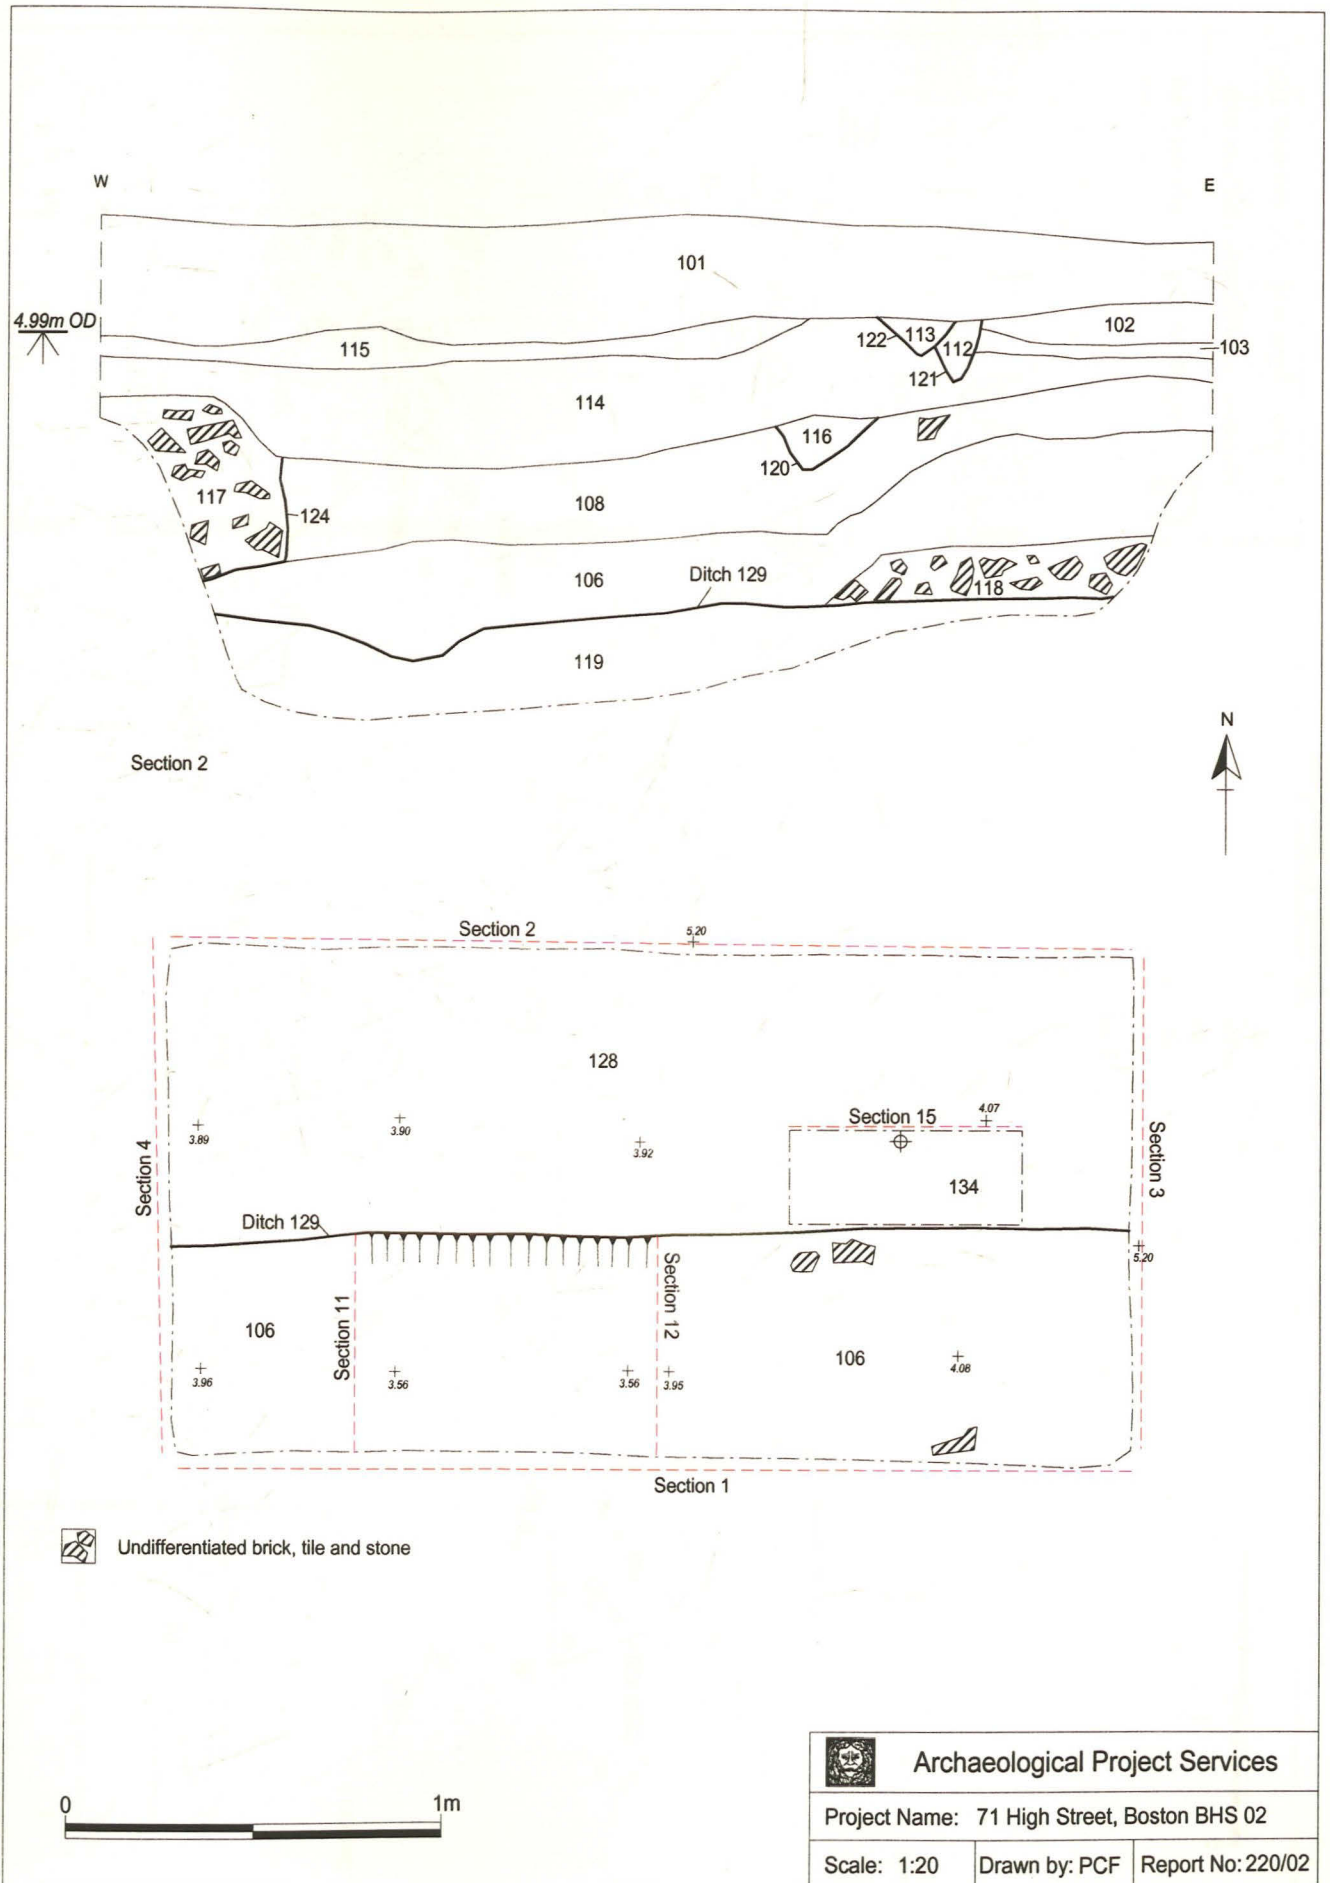 W
E
101
4.99m OD
102
113
115
122
112
103
121
114
116
120
117
108
124
106
Ditch 129
118
119
N
Section 2
Section 2
5.20
128
4.07
Section 15
3.89
3.90
3.92
Section 4
Section 3
134
Ditch 129
5.20
Section 11
Section 12
106
106
3.96
3.56
3.56
3.95
4.08
Section 1
Undifferentiated brick, tile and stone
0
1m
Archaeological Project Services
Project Name: 71 High Street, Boston BHS 02
Scale: 1:20
Drawn by: PCF
Report No: 220/02